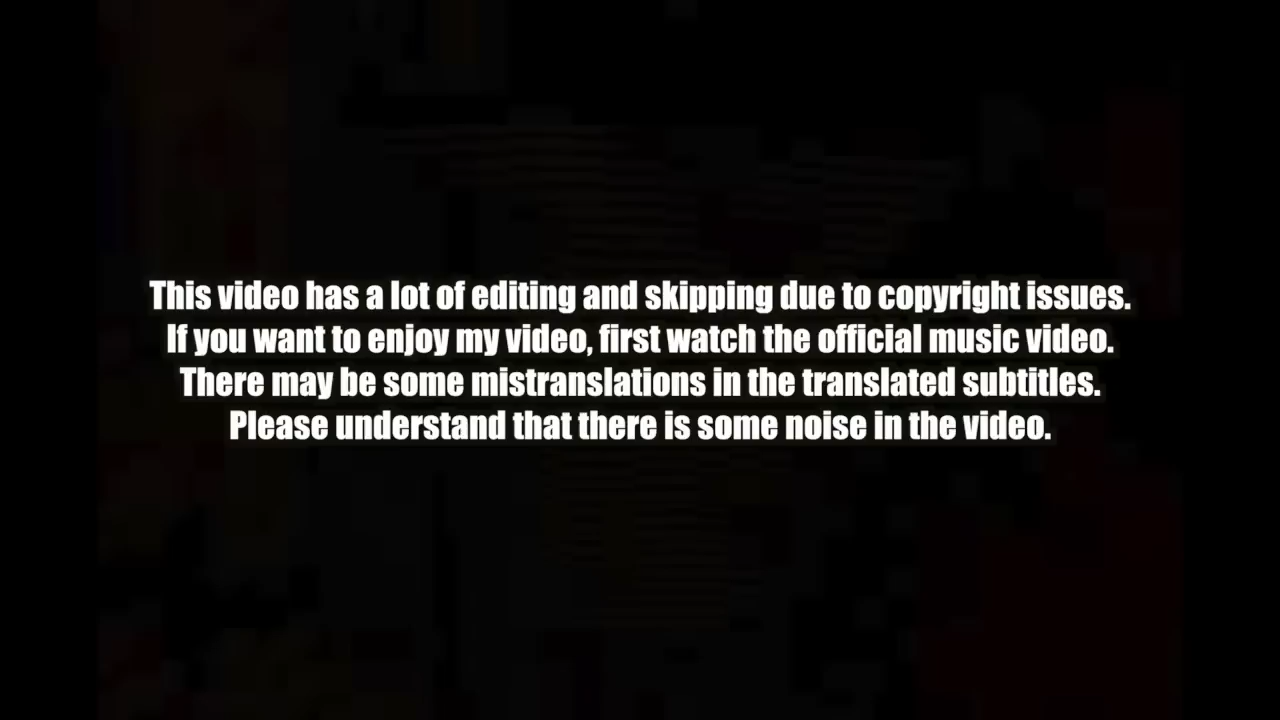 This video has a lot of editing and skipping due to copyright issues.
If you want to enjoy my video, first watch the official music video.
There may be some mistranslations in the translated subtitles.
Please understand that there is some noise in the video.